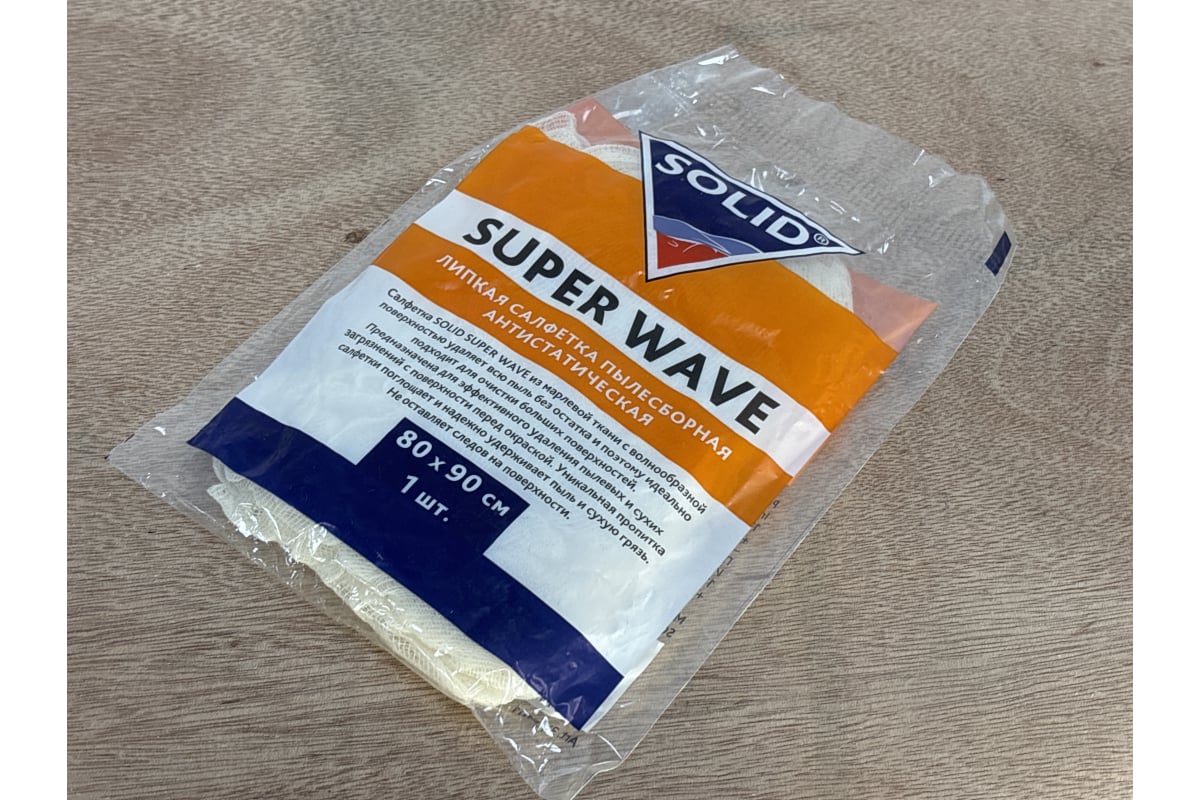 SOLID®
SUPER WAVE
ЛИПКАЯ САЛФЕТКА ПЫЛЕСБОРНАЯ
АНТИСТАТИЧЕСКАЯ
Салфетка SOLID SUPER WAVE из марлевой ткани с волнообразной
поверхностью удаляет всю пыль без остатка и поэтому идеально
подходит для очистки больших поверхностей.
Предназначена для эффективного удаления пылевых и сухих
загрязнений с поверхности перед окраской. Уникальная пропитка
салфетки поглощает и надежно удерживает пыль и сухую грязь.
Не оставляет следов на поверхности.
80 x 90 см
1 шт.